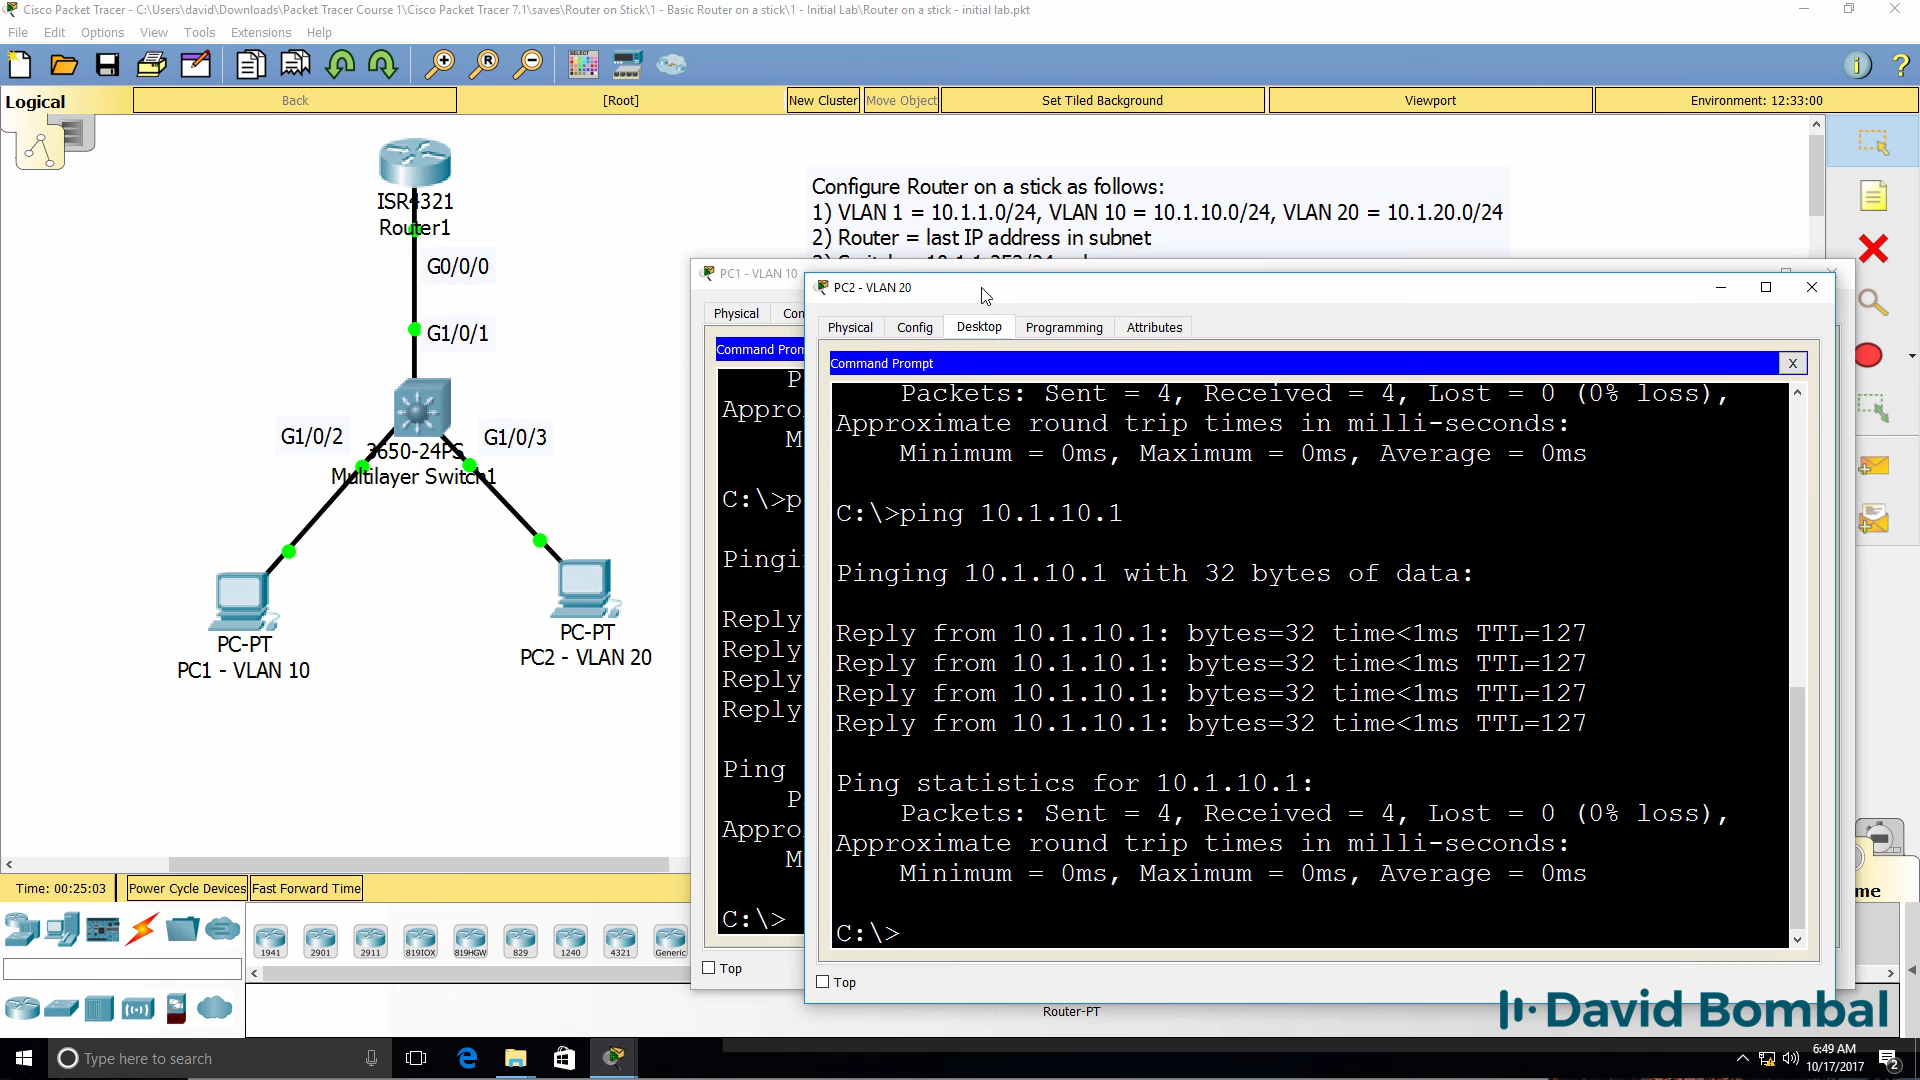 Cisco Packet Tracer - C:\Users\david\Downloads\Packet Tracer Course 1\Cisco Packet Tracer 7.1\saves\Router on Stick\1 - Basic Router on a stick\1 - Initial Lab\Router on a stick - initial lab.pkt
File Edit Options View Tools Extensions Help
Logical Back [Root] New Cluster Move Object Set Tiled Background Viewport Environment: 12:33:00
ISR4321
Router1
G0/0/0
G1/0/1
G1/0/2
G1/0/3
3650-24PS
Multilayer Switch1
PC-PT
PC1 - VLAN 10
PC-PT
PC2 - VLAN 20
Configure Router on a stick as follows:
1) VLAN 1 = 10.1.1.0/24, VLAN 10 = 10.1.10.0/24, VLAN 20 = 10.1.20.0/24
2) Router = last IP address in subnet
PC1 - VLAN 10
Physical Con
Command Prom
P
Appro
M
C:\>p
Pingi
Reply
Reply
Reply
Reply
Ping
P
Appro
M
C:\>
Top
PC2 - VLAN 20
Physical Config Desktop Programming Attributes
Command Prompt X
Packets: Sent = 4, Received = 4, Lost = 0 (0% loss),
Approximate round trip times in milli-seconds:
Minimum = 0ms, Maximum = 0ms, Average = 0ms
C:\>ping 10.1.10.1
Pinging 10.1.10.1 with 32 bytes of data:
Reply from 10.1.10.1: bytes=32 time<1ms TTL=127
Reply from 10.1.10.1: bytes=32 time<1ms TTL=127
Reply from 10.1.10.1: bytes=32 time<1ms TTL=127
Reply from 10.1.10.1: bytes=32 time<1ms TTL=127
Ping statistics for 10.1.10.1:
Packets: Sent = 4, Received = 4, Lost = 0 (0% loss),
Approximate round trip times in milli-seconds:
Minimum = 0ms, Maximum = 0ms, Average = 0ms
C:\>
Top
Time: 00:25:03 Power Cycle Devices Fast Forward Time
me
1941 2901 2911 819IOX 819HGW 829 1240 4321 Generic
Router-PT
David Bombal
Type here to search
6:49 AM
10/17/2017
2